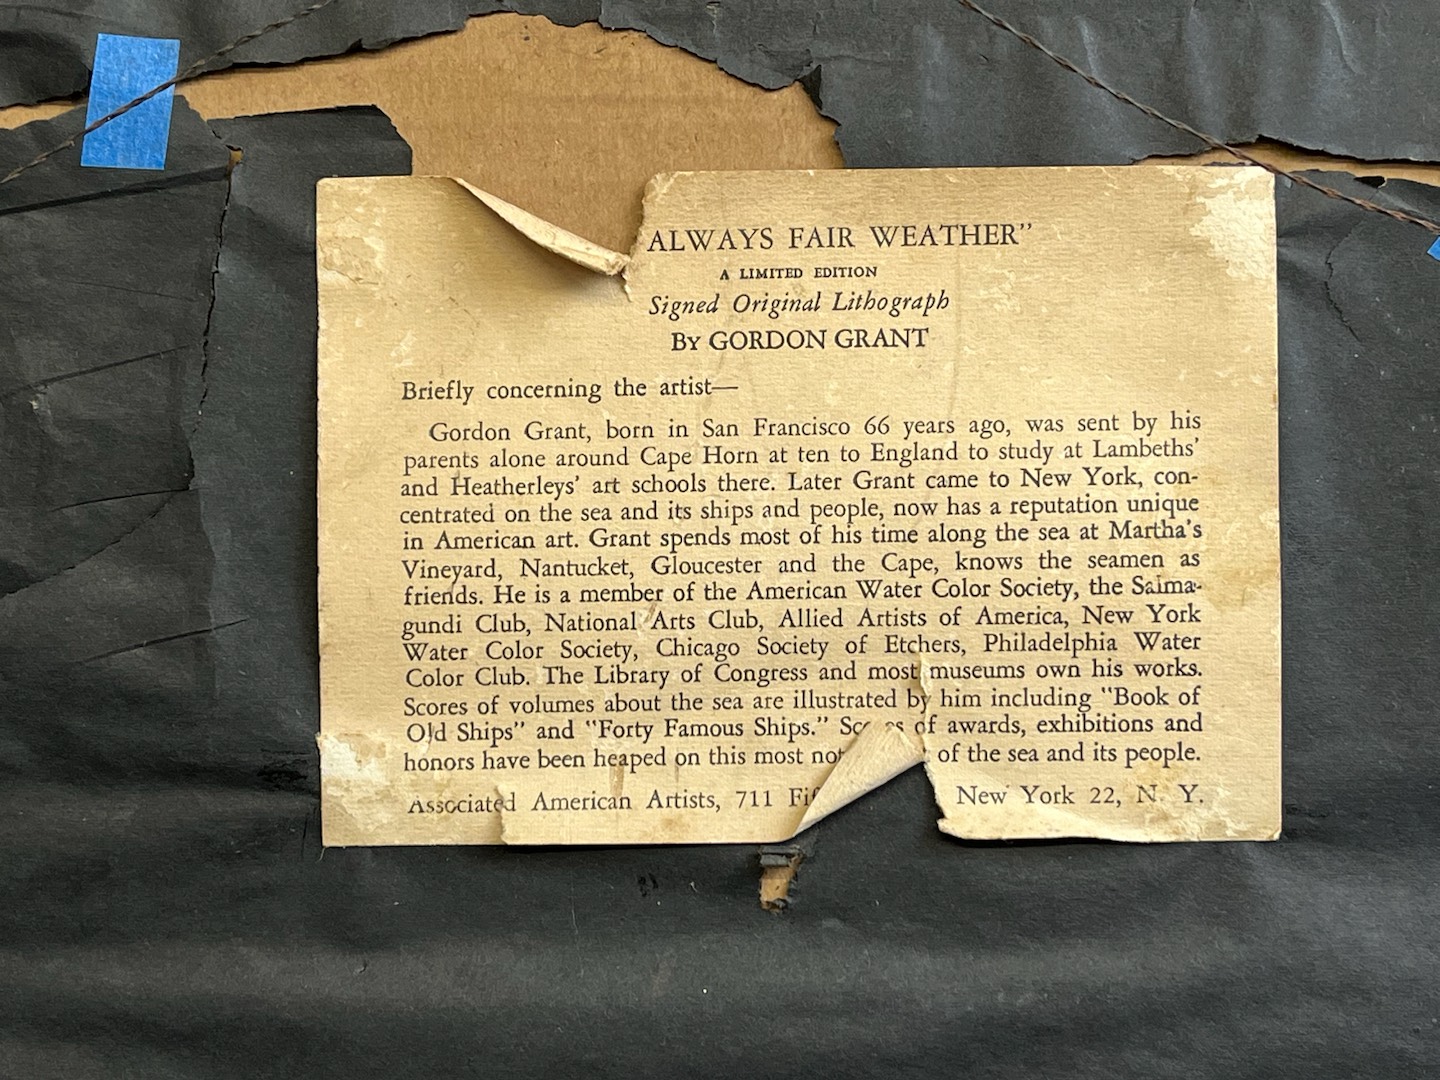 ALWAYS FAIR WEATHER”
A LIMITED EDITION
Signed Original Lithograph
By GORDON GRANT
Briefly concerning the artist—
Gordon Grant, born in San Francisco 66 years ago, was sent by his
parents alone around Cape Horn at ten to England to study at Lambeths’
and Heatherleys’ art schools there. Later Grant came to New York, con-
centrated on the sea and its ships and people, now has a reputation unique
in American art. Grant spends most of his time along the sea at Martha’s
Vineyard, Nantucket, Gloucester and the Cape, knows the seamen as
friends. He is a member of the American Water Color Society, the Salma-
gundi Club, National Arts Club, Allied Artists of America, New York
Water Color Society, Chicago Society of Etchers, Philadelphia Water
Color Club. The Library of Congress and most museums own his works.
Scores of volumes about the sea are illustrated by him including “Book of
Old Ships” and “Forty Famous Ships.” of awards, exhibitions and
honors have been heaped on this most of the sea and its people.
Associated American Artists, 711 New York 22, N. Y.